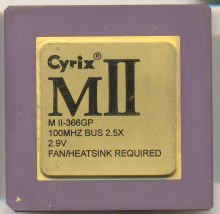 Cyrix®
MII
M II-366GP
100MHZ BUS 2.5X
2.9V
FAN/HEATSINK REQUIRED